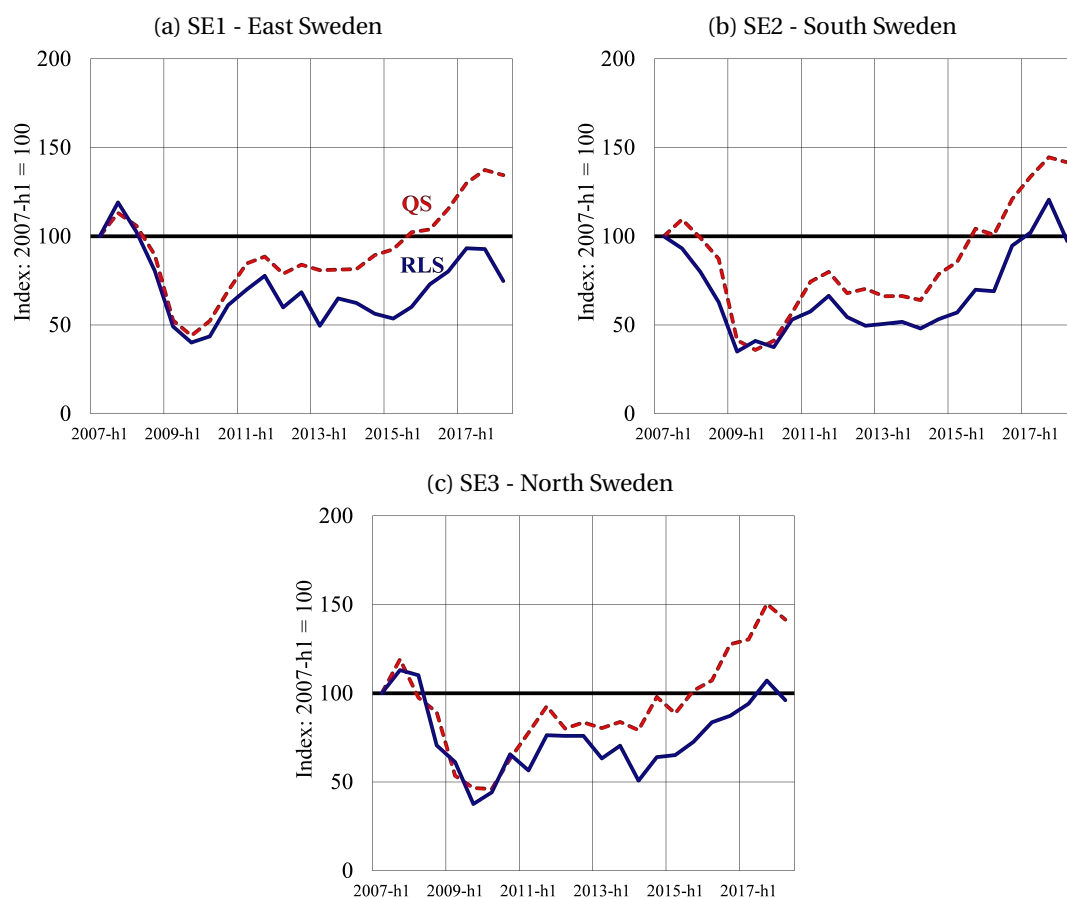 (a) SE1 - East Sweden
200
150
100
50
0
Index: 2007-h1 = 100
QS
RLS
2007-h1 2009-h1 2011-h1 2013-h1 2015-h1 2017-h1
(b) SE2 - South Sweden
200
150
100
50
0
Index: 2007-h1 = 100
2007-h1 2009-h1 2011-h1 2013-h1 2015-h1 2017-h1
(c) SE3 - North Sweden
200
150
100
50
0
Index: 2007-h1 = 100
2007-h1 2009-h1 2011-h1 2013-h1 2015-h1 2017-h1